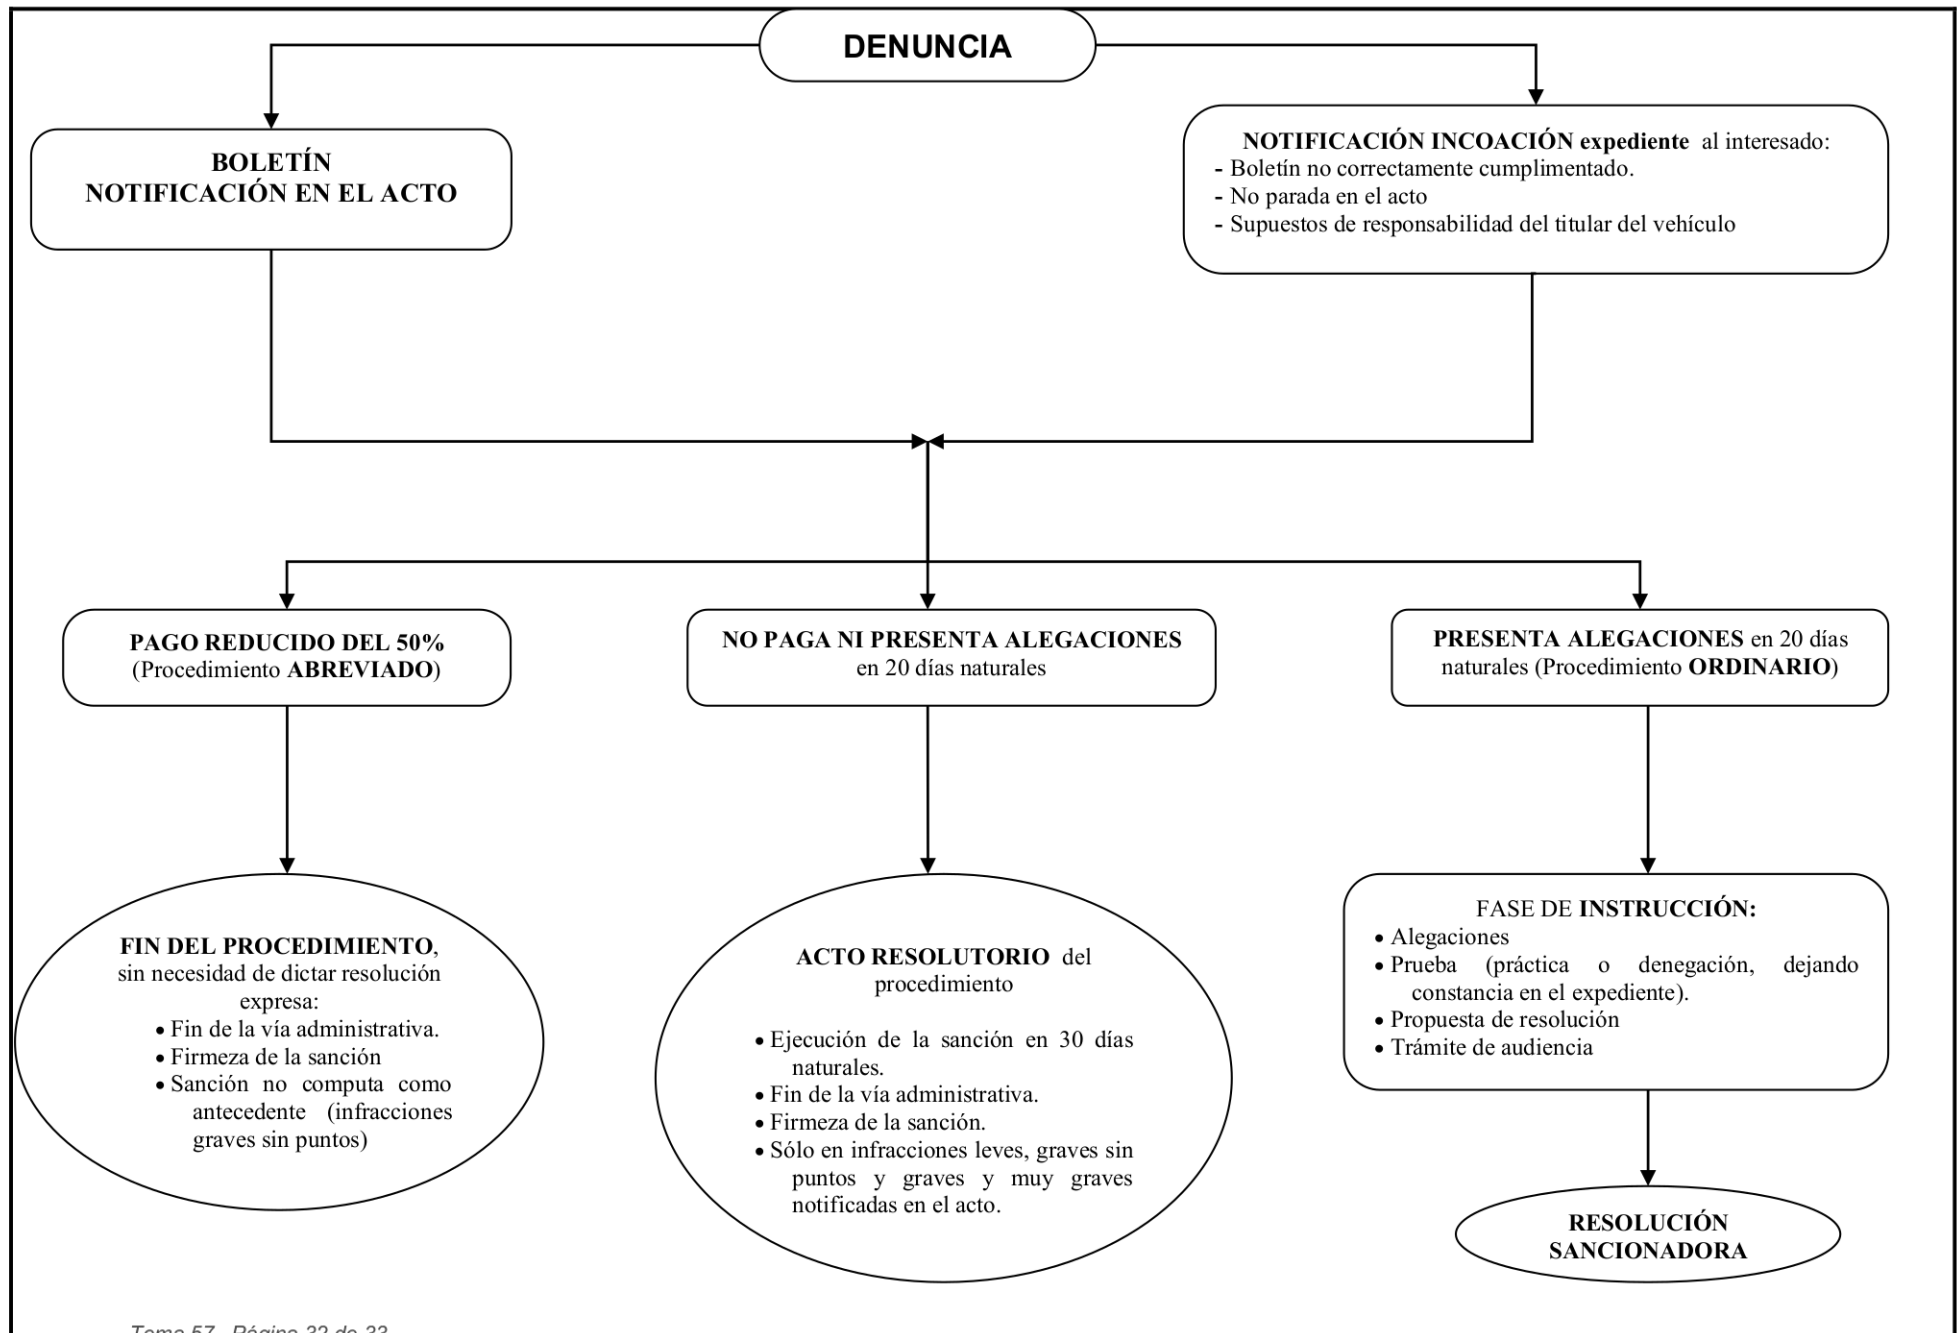 DENUNCIA
BOLETÍN
NOTIFICACIÓN EN EL ACTO
NOTIFICACIÓN INCOACIÓN expediente al interesado:
- Boletín no correctamente cumplimentado.
- No parada en el acto
- Supuestos de responsabilidad del titular del vehículo
PAGO REDUCIDO DEL 50%
(Procedimiento ABREVIADO)
NO PAGA NI PRESENTA ALEGACIONES
en 20 días naturales
PRESENTA ALEGACIONES en 20 días
naturales (Procedimiento ORDINARIO)
FIN DEL PROCEDIMIENTO,
sin necesidad de dictar resolución
expresa:
• Fin de la vía administrativa.
• Firmeza de la sanción
• Sanción no computa como
antecedente (infracciones
graves sin puntos)
ACTO RESOLUTORIO del
procedimiento
• Ejecución de la sanción en 30 días
naturales.
• Fin de la vía administrativa.
• Firmeza de la sanción.
• Sólo en infracciones leves, graves sin
puntos y graves y muy graves
notificadas en el acto.
FASE DE INSTRUCCIÓN:
• Alegaciones
• Prueba (práctica o denegación, dejando
constancia en el expediente).
• Propuesta de resolución
• Trámite de audiencia
RESOLUCIÓN
SANCIONADORA
Tema 57 Página 32 de 33